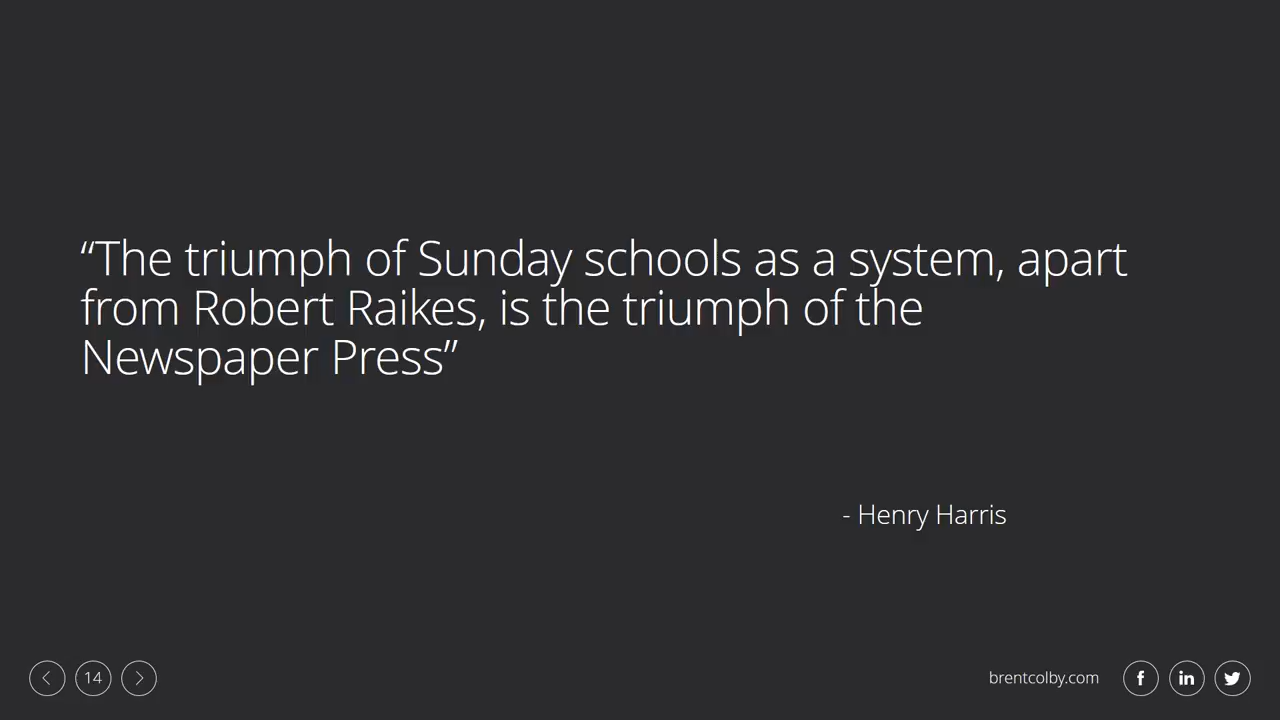 “The triumph of Sunday schools as a system, apart
from Robert Raikes, is the triumph of the
Newspaper Press”
- Henry Harris
14
brentcolby.com